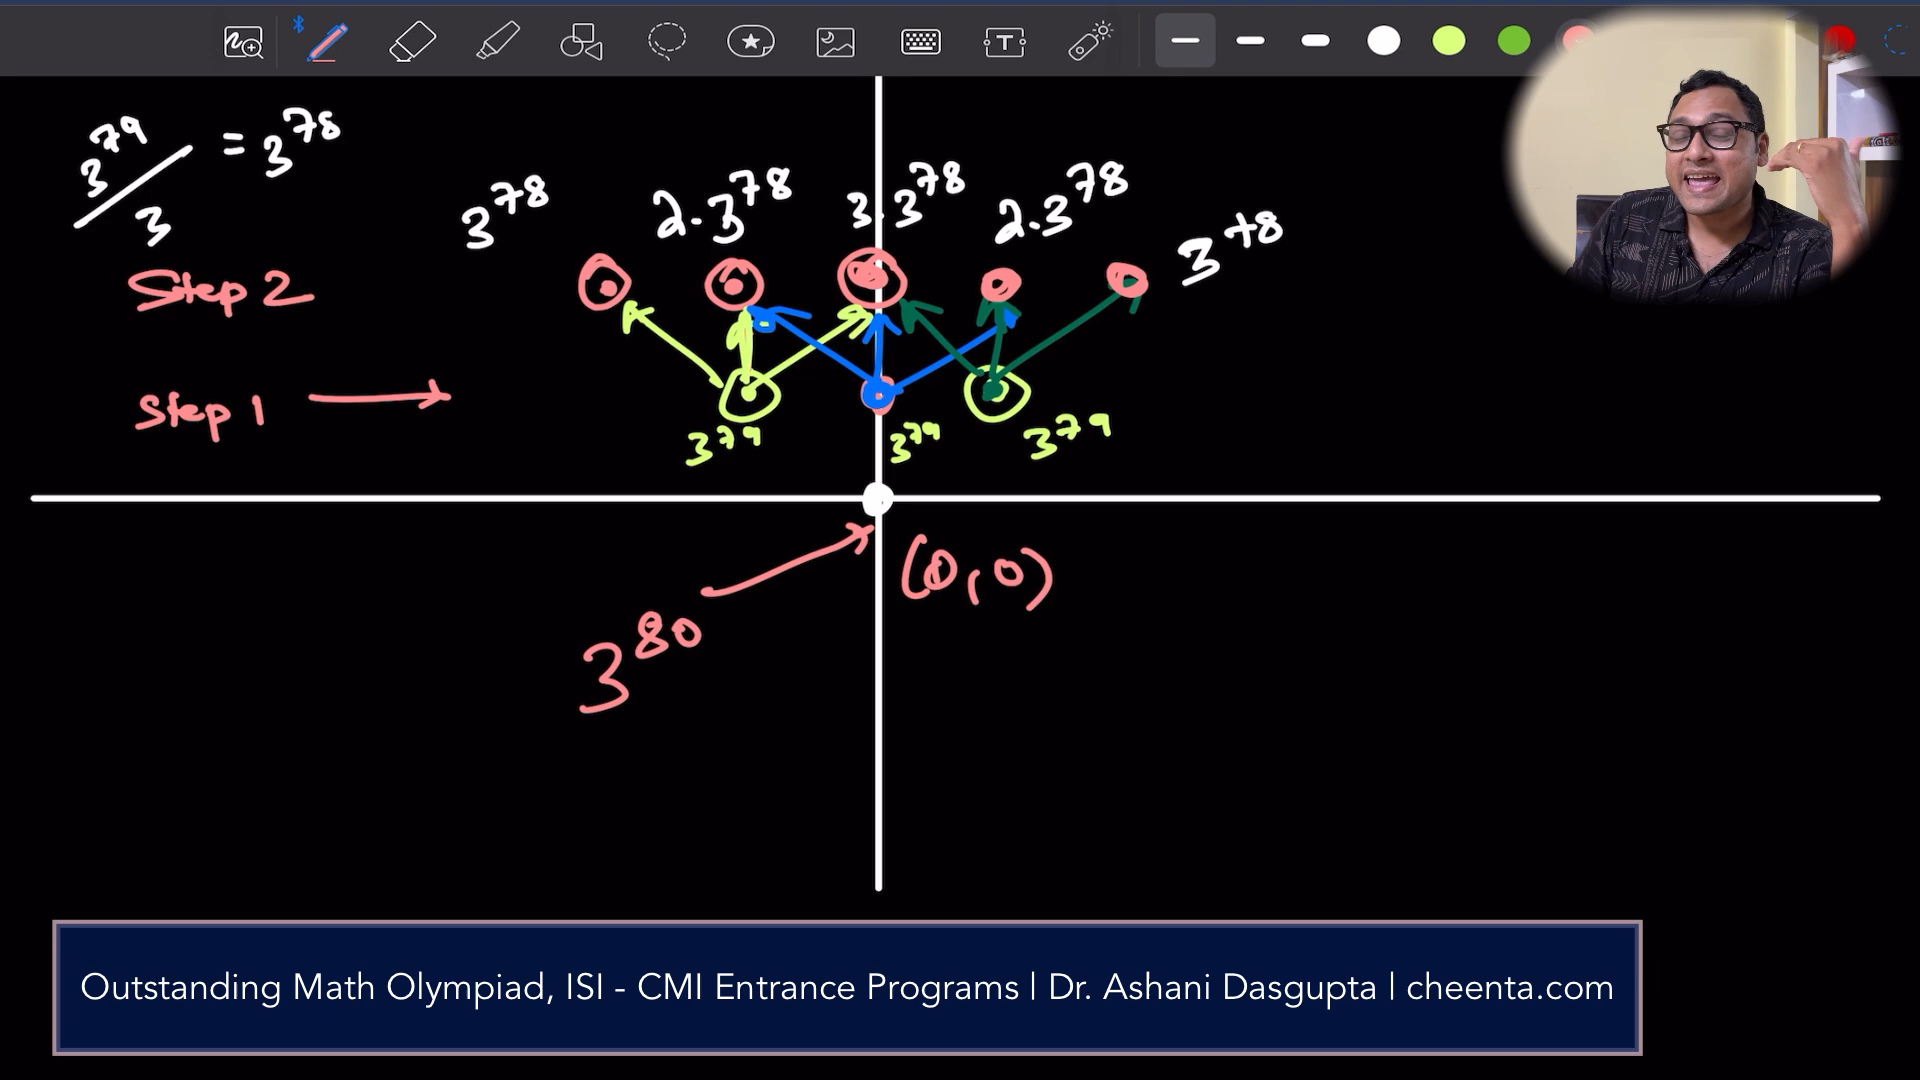 3^79 / 3 = 3^78
3^78 2.3^78 3.3^78 2.3^78 3^78
Step 2
Step 1
3^79 3^79 3^79
(0,0)
3^80
Outstanding Math Olympiad, ISI - CMI Entrance Programs | Dr. Ashani Dasgupta | cheenta.com